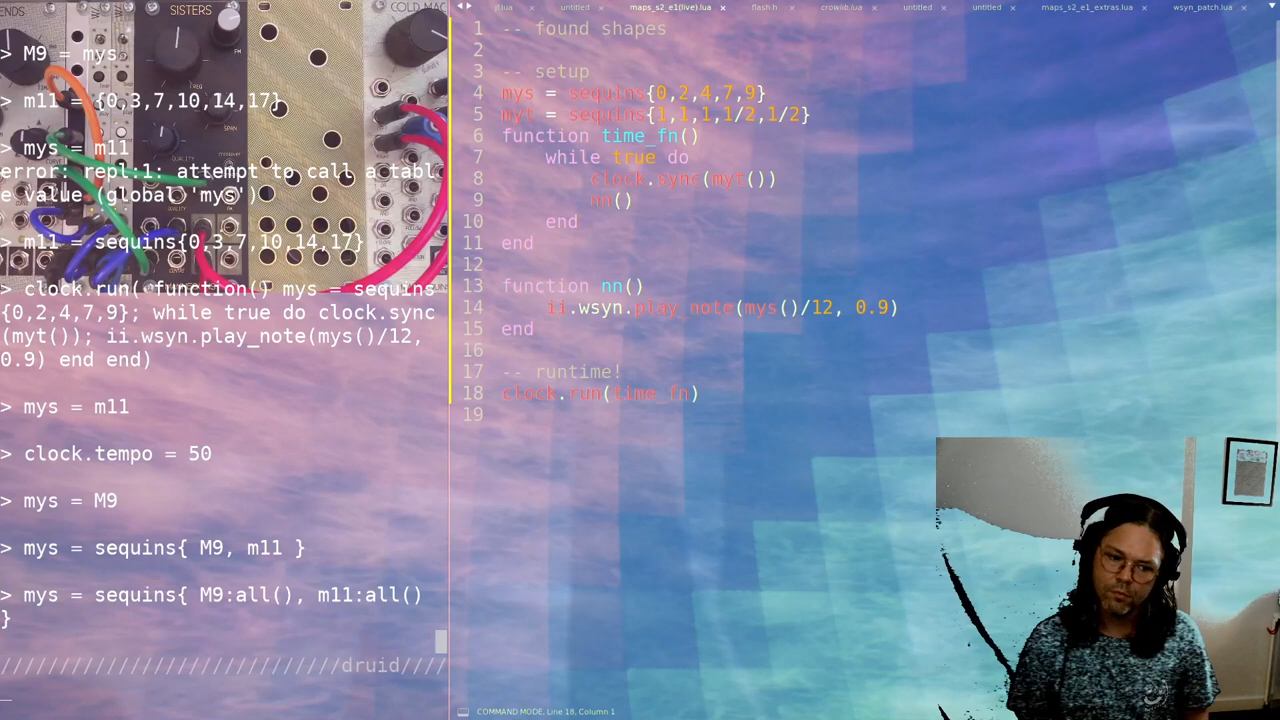 jf.lua × untitled × maps_s2_e1(live).lua × flash.h × crowlib.lua × untitled × untitled × maps_s2_e1_extras.lua × wsyn_patch.lua ×
SISTERS
COLD MAC
> M9 = mys
> m11 = {0,3,7,10,14,17}
> mys = m11
error: repl:1: attempt to call a tabl
e value (global 'mys')
> m11 = sequins{0,3,7,10,14,17}
> clock.run( function() mys = sequins
{0,2,4,7,9}; while true do clock.sync
(myt()); ii.wsyn.play_note(mys()/12,
0.9) end end)
> mys = m11
> clock.tempo = 50
> mys = M9
> mys = sequins{ M9, m11 }
> mys = sequins{ M9:all(), m11:all()
}
///////////////////////////druid////
1 -- found shapes
2
3 -- setup
4 mys = sequins{0,2,4,7,9}
5 myt = sequins{1,1,1,1/2,1/2}
6 function time_fn()
7 while true do
8 clock.sync(myt())
9 nn()
10 end
11 end
12
13 function nn()
14 ii.wsyn.play_note(mys()/12, 0.9)
15 end
16
17 -- runtime!
18 clock.run(time_fn)
19
COMMAND MODE, Line 18, Column 1